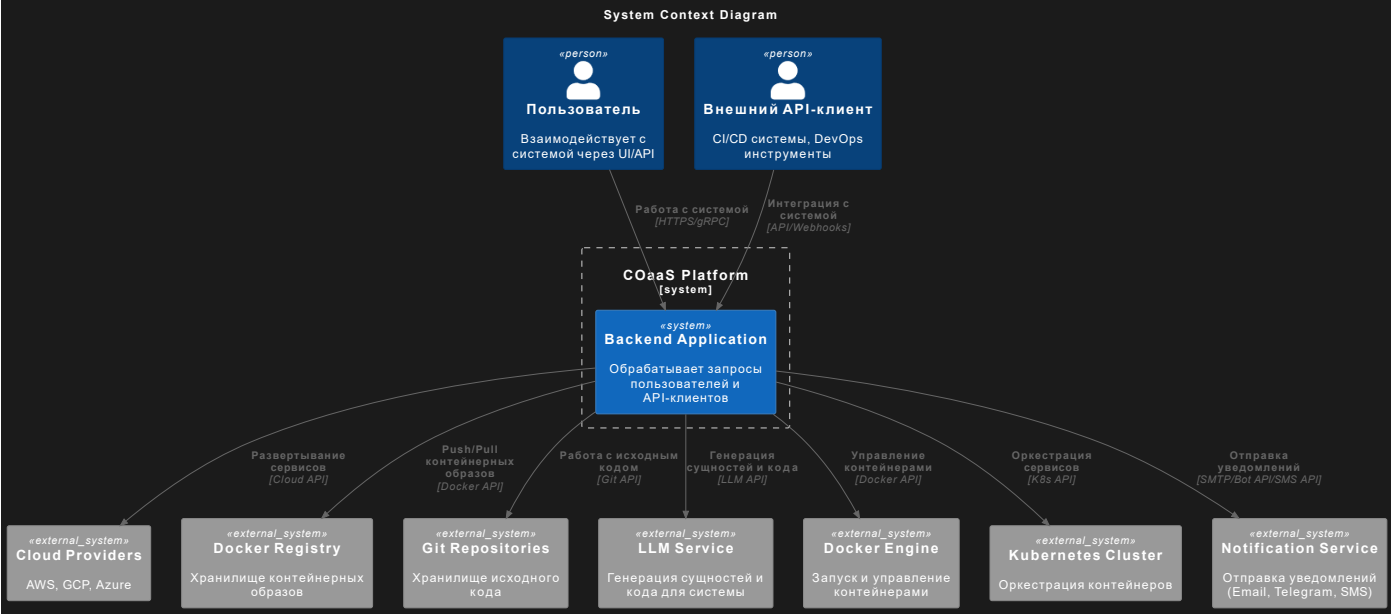 System Context Diagram
«person»
Пользователь
Взаимодействует с
системой через UI/API
«person»
Внешний API-клиент
CI/CD системы, DevOps
инструменты
Работа с системой
[HTTPS/gRPC]
Интеграция с
системой
[API/Webhooks]
COaaS Platform
[system]
«system»
Backend Application
Обрабатывает запросы
пользователей и
API-клиентов
Развертывание
сервисов
[Cloud API]
Push/Pull
контейнерных
образов
[Docker API]
Работа с исходным
кодом
[Git API]
Генерация
сущностей и кода
[LLM API]
Управление
контейнерами
[Docker API]
Оркестрация
сервисов
[K8s API]
Отправка
уведомлений
[SMTP/Bot API/SMS API]
«external_system»
Cloud Providers
AWS, GCP, Azure
«external_system»
Docker Registry
Хранилище контейнерных
образов
«external_system»
Git Repositories
Хранилище исходного
кода
«external_system»
LLM Service
Генерация сущностей и
кода для системы
«external_system»
Docker Engine
Запуск и управление
контейнерами
«external_system»
Kubernetes Cluster
Оркестрация контейнеров
«external_system»
Notification Service
Отправка уведомлений
(Email, Telegram, SMS)